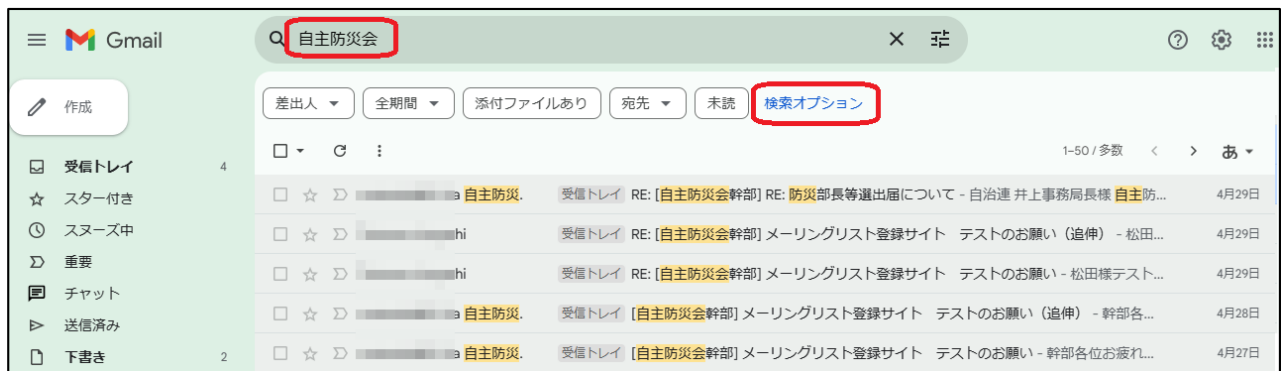 Gmail
自主防災会
作成
差出人
全期間
添付ファイルあり
宛先
未読
検索オプション
1–50 / 多数
あ
受信トレイ 4
スター付き
スヌーズ中
重要
チャット
送信済み
下書き 2
a 自主防災. 受信トレイ RE: [自主防災会幹部] RE: 防災部長等選出届について - 自治連 井上事務局長様 自主防... 4月29日
hi 受信トレイ RE: [自主防災会幹部] メーリングリスト登録サイト テストのお願い（追伸） - 松田... 4月29日
hi 受信トレイ RE: [自主防災会幹部] メーリングリスト登録サイト テストのお願い - 松田様テスト... 4月29日
a 自主防災. 受信トレイ [自主防災会幹部] メーリングリスト登録サイト テストのお願い（追伸） - 幹部各... 4月28日
a 自主防災. 受信トレイ [自主防災会幹部] メーリングリスト登録サイト テストのお願い - 幹部各位お疲れ... 4月27日